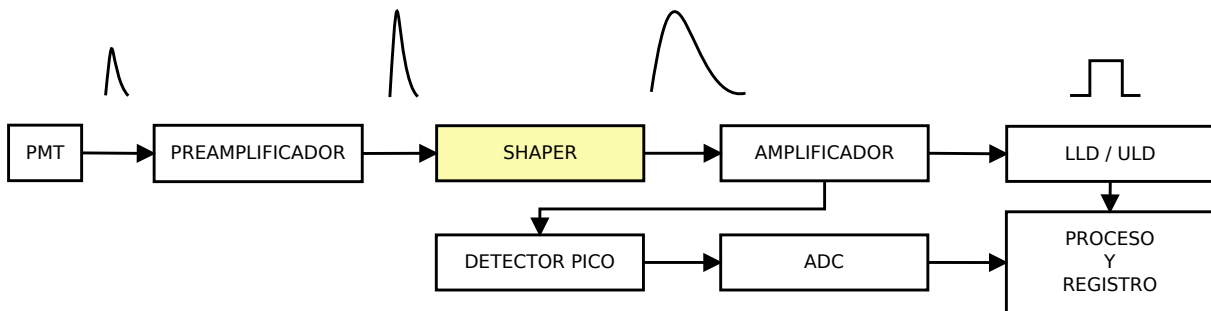 PMT
PREAMPLIFICADOR
SHAPER
AMPLIFICADOR
LLD / ULD
DETECTOR PICO
ADC
PROCESO
Y
REGISTRO